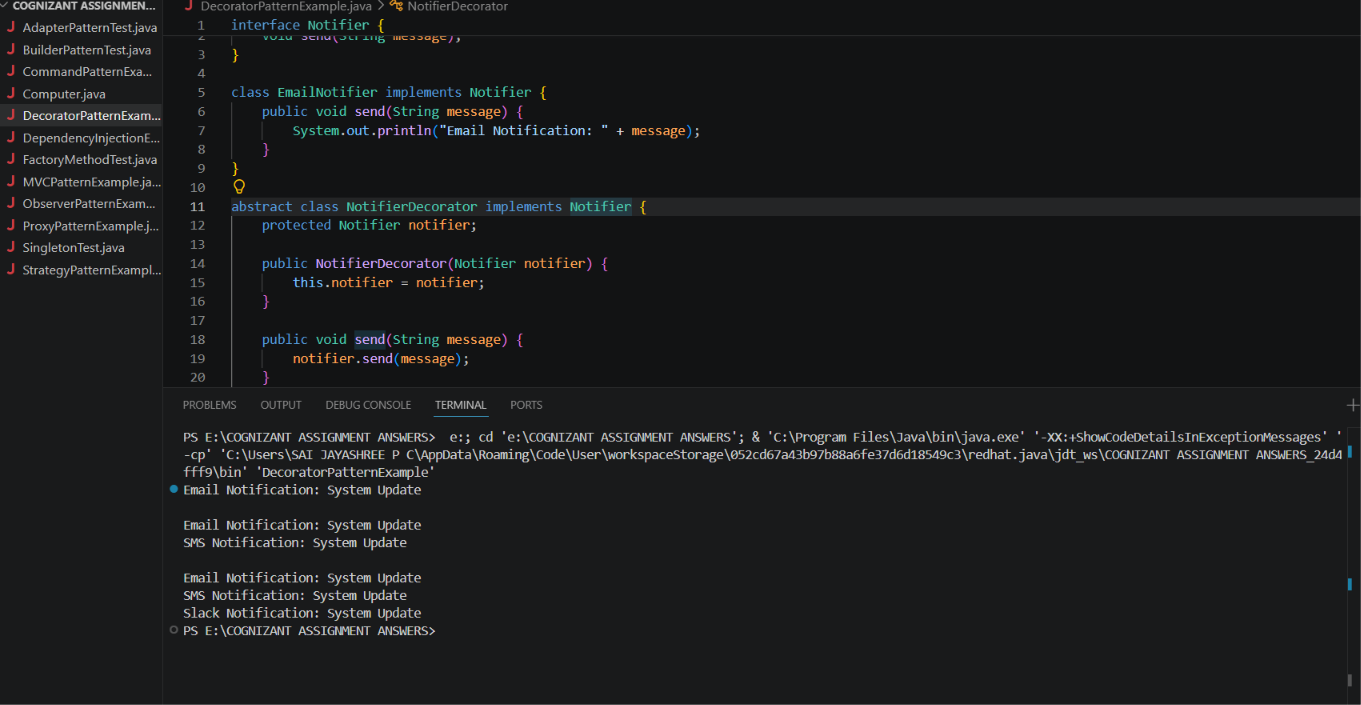 COGNIZANT ASSIGNMEN...
AdapterPatternTest.java
BuilderPatternTest.java
CommandPatternExa...
Computer.java
DecoratorPatternExam...
DependencyInjectionE...
FactoryMethodTest.java
MVCPatternExample.ja...
ObserverPatternExam...
ProxyPatternExample.j...
SingletonTest.java
StrategyPatternExampl...
DecoratorPatternExample.java > NotifierDecorator
1 interface Notifier {
2 void send(String message);
3 }
4
5 class EmailNotifier implements Notifier {
6 public void send(String message) {
7 System.out.println("Email Notification: " + message);
8 }
9 }
10
11 abstract class NotifierDecorator implements Notifier {
12 protected Notifier notifier;
13
14 public NotifierDecorator(Notifier notifier) {
15 this.notifier = notifier;
16 }
17
18 public void send(String message) {
19 notifier.send(message);
20 }
PROBLEMS OUTPUT DEBUG CONSOLE TERMINAL PORTS
PS E:\COGNIZANT ASSIGNMENT ANSWERS>  e:; cd 'e:\COGNIZANT ASSIGNMENT ANSWERS'; & 'C:\Program Files\Java\bin\java.exe' '-XX:+ShowCodeDetailsInExceptionMessages' '
-cp' 'C:\Users\SAI JAYASHREE P C\AppData\Roaming\Code\User\workspaceStorage\052cd67a43b97b88a6fe37d6d18549c3\redhat.java\jdt_ws\COGNIZANT ASSIGNMENT ANSWERS_24d4
fff9\bin' 'DecoratorPatternExample'
Email Notification: System Update
Email Notification: System Update
SMS Notification: System Update
Email Notification: System Update
SMS Notification: System Update
Slack Notification: System Update
PS E:\COGNIZANT ASSIGNMENT ANSWERS>